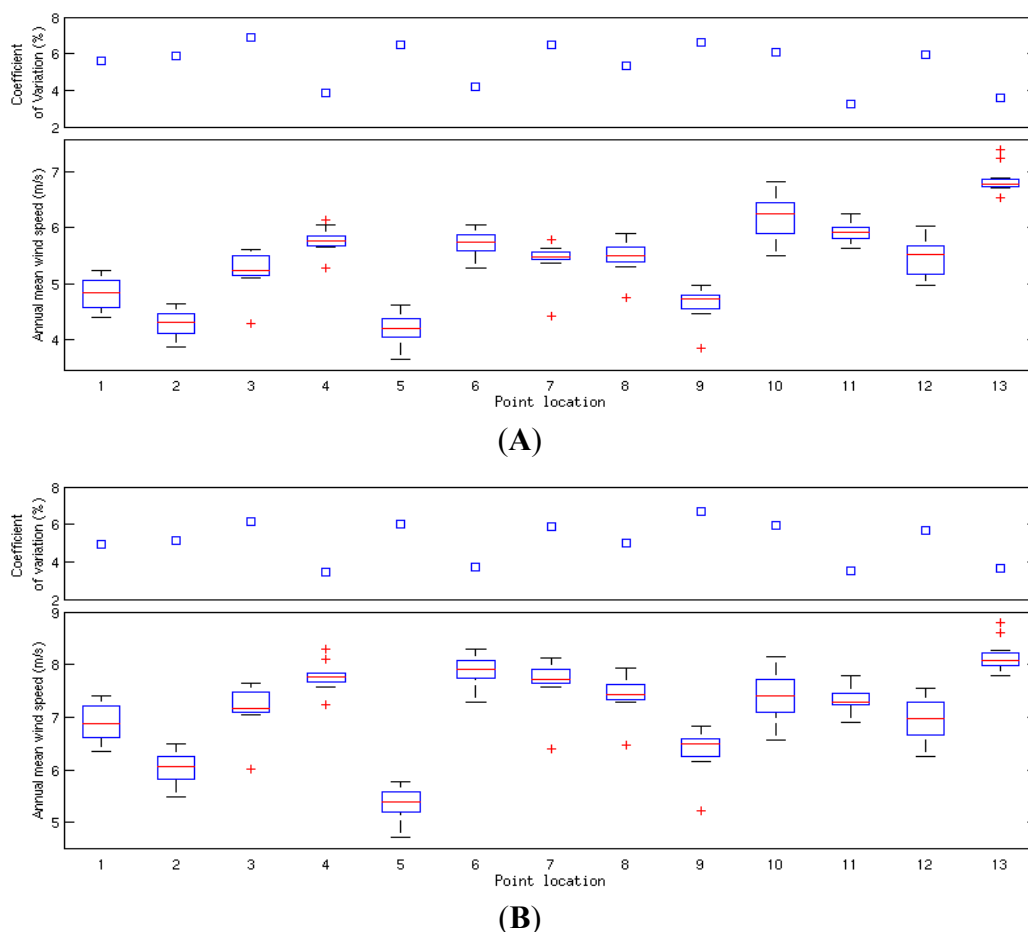 8
6
4
2
Coefficient
of Variation (%)
7
6
5
4
Annual mean wind speed (m/s)
1 2 3 4 5 6 7 8 9 10 11 12 13
Point location
(A)
8
6
4
2
Coefficient
of variation (%)
9
8
7
6
5
Annual mean wind speed (m/s)
1 2 3 4 5 6 7 8 9 10 11 12 13
Point location
(B)